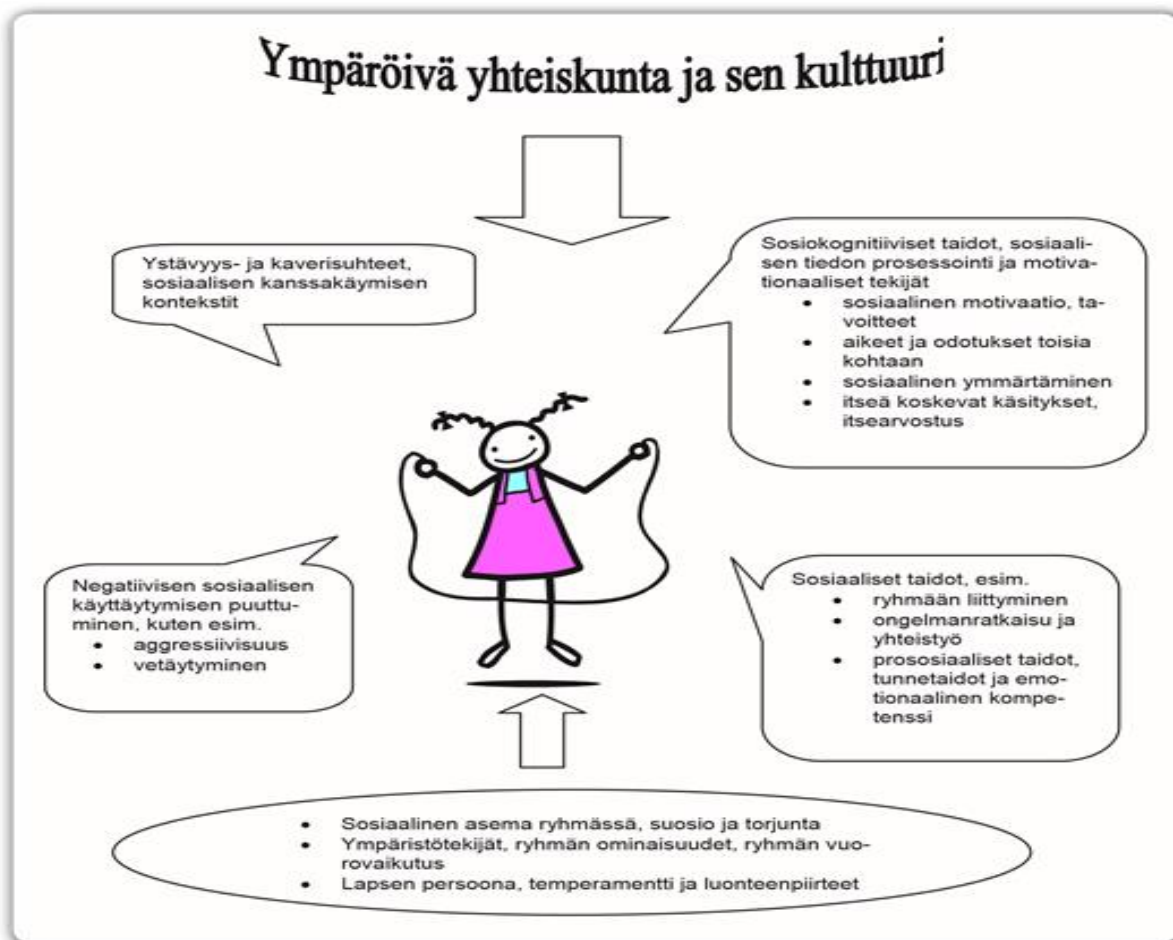 Ympäröivä yhteiskunta ja sen kulttuuri
Ystävyys- ja kaverisuhteet,
sosiaalisen kanssakäymisen
kontekstit
Sosiokognitiiviset taidot, sosiaali-
sen tiedon prosessointi ja motiva-
tionaaliset tekijät
• sosiaalinen motivaatio, ta-
voitteet
• aikeet ja odotukset toisia
kohtaan
• sosiaalinen ymmärtäminen
• itseä koskevat käsitykset,
itsearvostus
Negatiivisen sosiaalisen
käyttäytymisen puuttu-
minen, kuten esim.
• aggressiivisuus
• vetäytyminen
Sosiaaliset taidot, esim.
• ryhmään liittyminen
• ongelmanratkaisu ja
yhteistyö
• prososiaaliset taidot,
tunnetaidot ja emo-
tionaalinen kompe-
tenssi
• Sosiaalinen asema ryhmässä, suosio ja torjunta
• Ympäristötekijät, ryhmän ominaisuudet, ryhmän vuo-
rovaikutus
• Lapsen persoona, temperamentti ja luonteenpiirteet